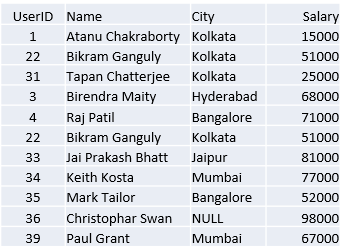 UserID Name City Salary
1 Atanu Chakraborty Kolkata 15000
22 Bikram Ganguly Kolkata 51000
31 Tapan Chatterjee Kolkata 25000
3 Birendra Maity Hyderabad 68000
4 Raj Patil Bangalore 71000
22 Bikram Ganguly Kolkata 51000
33 Jai Prakash Bhatt Jaipur 81000
34 Keith Kosta Mumbai 77000
35 Mark Tailor Bangalore 52000
36 Christophar Swan NULL 98000
39 Paul Grant Mumbai 67000